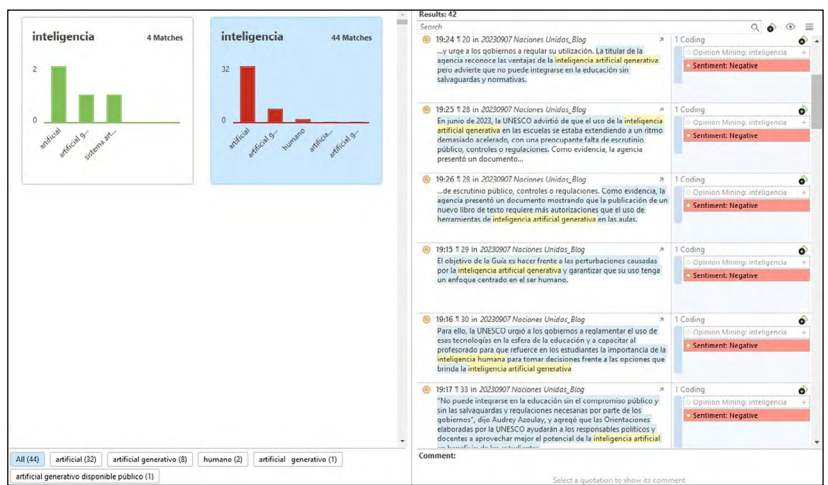 inteligencia
4 Matches
2
0
artificial
artificial g...
sistema art...
inteligencia
44 Matches
32
0
artificial
artificial g...
humano
artificia...
artificial g...
All (44)
artificial (32)
artificial generativo (8)
humano (2)
artificial generativo (1)
artificial generativo disponible público (1)
Results: 42
Search
19:24 ¶ 20 in 20230907 Naciones Unidas_Blog
...y urge a los gobiernos a regular su utilización. La titular de la
agencia reconoce las ventajas de la inteligencia artificial generativa
pero advierte que no puede integrarse en la educación sin
salvaguardas y normativas.
1 Coding
Opinion Mining: inteligencia
Sentiment: Negative
19:25 ¶ 28 in 20230907 Naciones Unidas_Blog
En junio de 2023, la UNESCO advirtió de que el uso de la inteligencia
artificial generativa en las escuelas se estaba extendiendo a un ritmo
demasiado acelerado, con una preocupante falta de escrutinio
público, controles o regulaciones. Como evidencia, la agencia
presentó un documento...
1 Coding
Opinion Mining: inteligencia
Sentiment: Negative
19:26 ¶ 28 in 20230907 Naciones Unidas_Blog
...de escrutinio público, controles o regulaciones. Como evidencia, la
agencia presentó un documento mostrando que la publicación de un
nuevo libro de texto requiere más autorizaciones que el uso de
herramientas de inteligencia artificial generativa en las aulas.
1 Coding
Opinion Mining: inteligencia
Sentiment: Negative
19:15 ¶ 29 in 20230907 Naciones Unidas_Blog
El objetivo de la Guía es hacer frente a las perturbaciones causadas
por la inteligencia artificial generativa y garantizar que su uso tenga
un enfoque centrado en el ser humano.
1 Coding
Opinion Mining: inteligencia
Sentiment: Negative
19:16 ¶ 30 in 20230907 Naciones Unidas_Blog
Para ello, la UNESCO urgió a los gobiernos a reglamentar el uso de
esas tecnologías en la esfera de la educación y a capacitar al
profesorado para que refuerce en los estudiantes la importancia de la
inteligencia humana para tomar decisiones frente a las opciones que
brinda la inteligencia artificial generativa
1 Coding
Opinion Mining: inteligencia
Sentiment: Negative
19:17 ¶ 33 in 20230907 Naciones Unidas_Blog
"No puede integrarse en la educación sin el compromiso público y
sin las salvaguardas y regulaciones necesarias por parte de los
gobiernos", dijo Audrey Azoulay, y agregó que las Orientaciones
elaboradas por la UNESCO ayudarán a los responsables políticos y
docentes a aprovechar mejor el potencial de la inteligencia artificial
1 Coding
Opinion Mining: inteligencia
Sentiment: Negative
Comment:
Select a quotation to show its comment